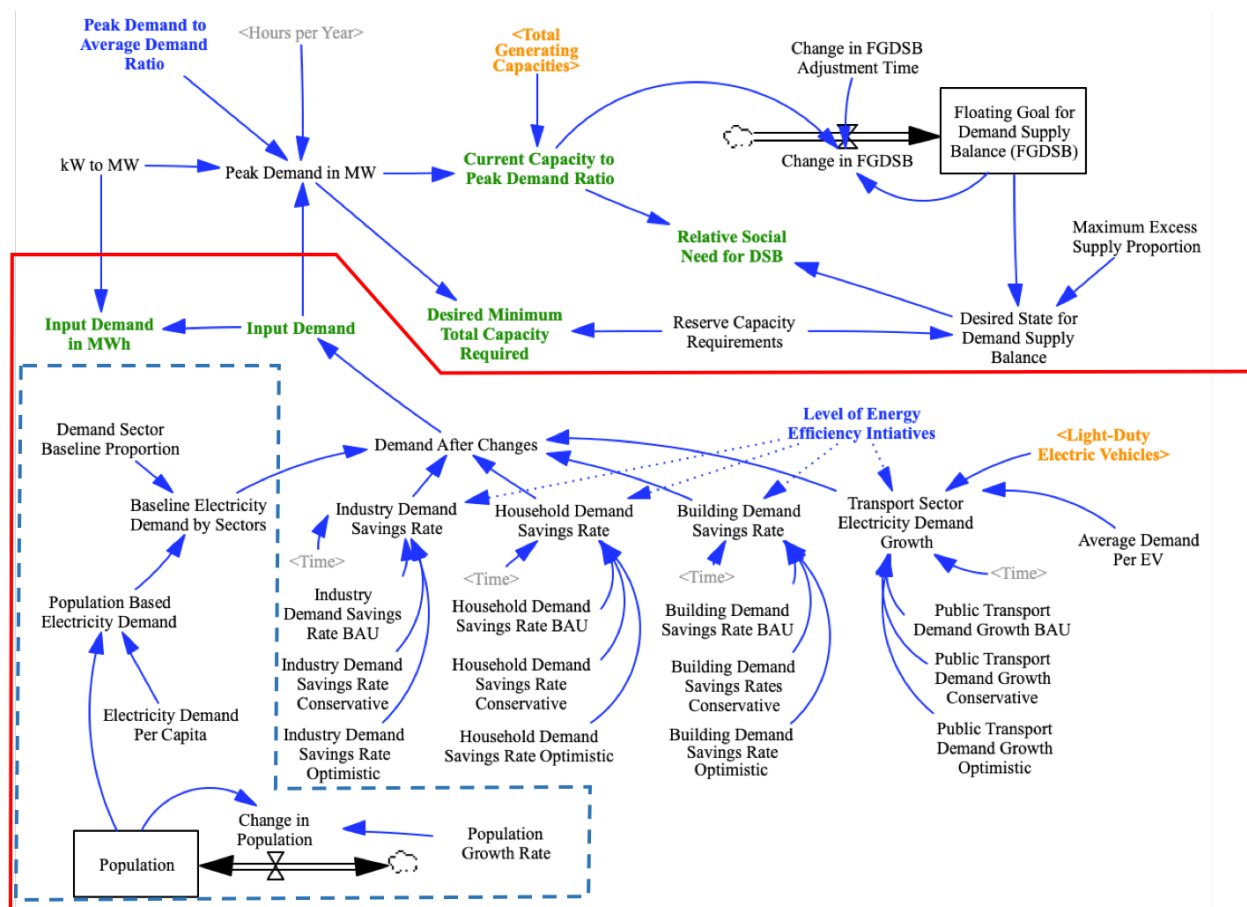 Peak Demand to
Average Demand
Ratio
<Hours per Year>
<Total
Generating
Capacities>
Change in FGDSB
Adjustment Time
Floating Goal for
Demand Supply
Balance (FGDSB)
kW to MW
Peak Demand in MW
Current Capacity to
Peak Demand Ratio
Change in FGDSB
Relative Social
Need for DSB
Maximum Excess
Supply Proportion
Input Demand
in MWh
Input Demand
Desired Minimum
Total Capacity
Required
Reserve Capacity
Requirements
Desired State for
Demand Supply
Balance
Demand Sector
Baseline Proportion
Demand After Changes
Level of Energy
Efficiency Intiatives
<Light-Duty
Electric Vehicles>
Baseline Electricity
Demand by Sectors
Industry Demand
Savings Rate
Household Demand
Savings Rate
Building Demand
Savings Rate
Transport Sector
Electricity Demand
Growth
Average Demand
Per EV
<Time>
<Time>
<Time>
<Time>
Population Based
Electricity Demand
Industry
Demand Savings
Rate BAU
Household Demand
Savings Rate BAU
Building Demand
Savings Rate BAU
Public Transport
Demand Growth BAU
Industry Demand
Savings Rate
Conservative
Household Demand
Savings Rate
Conservative
Building Demand
Savings Rates
Conservative
Public Transport
Demand Growth
Conservative
Electricity Demand
Per Capita
Industry Demand
Savings Rate
Optimistic
Household Demand
Savings Rate Optimistic
Building Demand
Savings Rate
Optimistic
Public Transport
Demand Growth
Optimistic
Change in
Population
Population
Population
Growth Rate